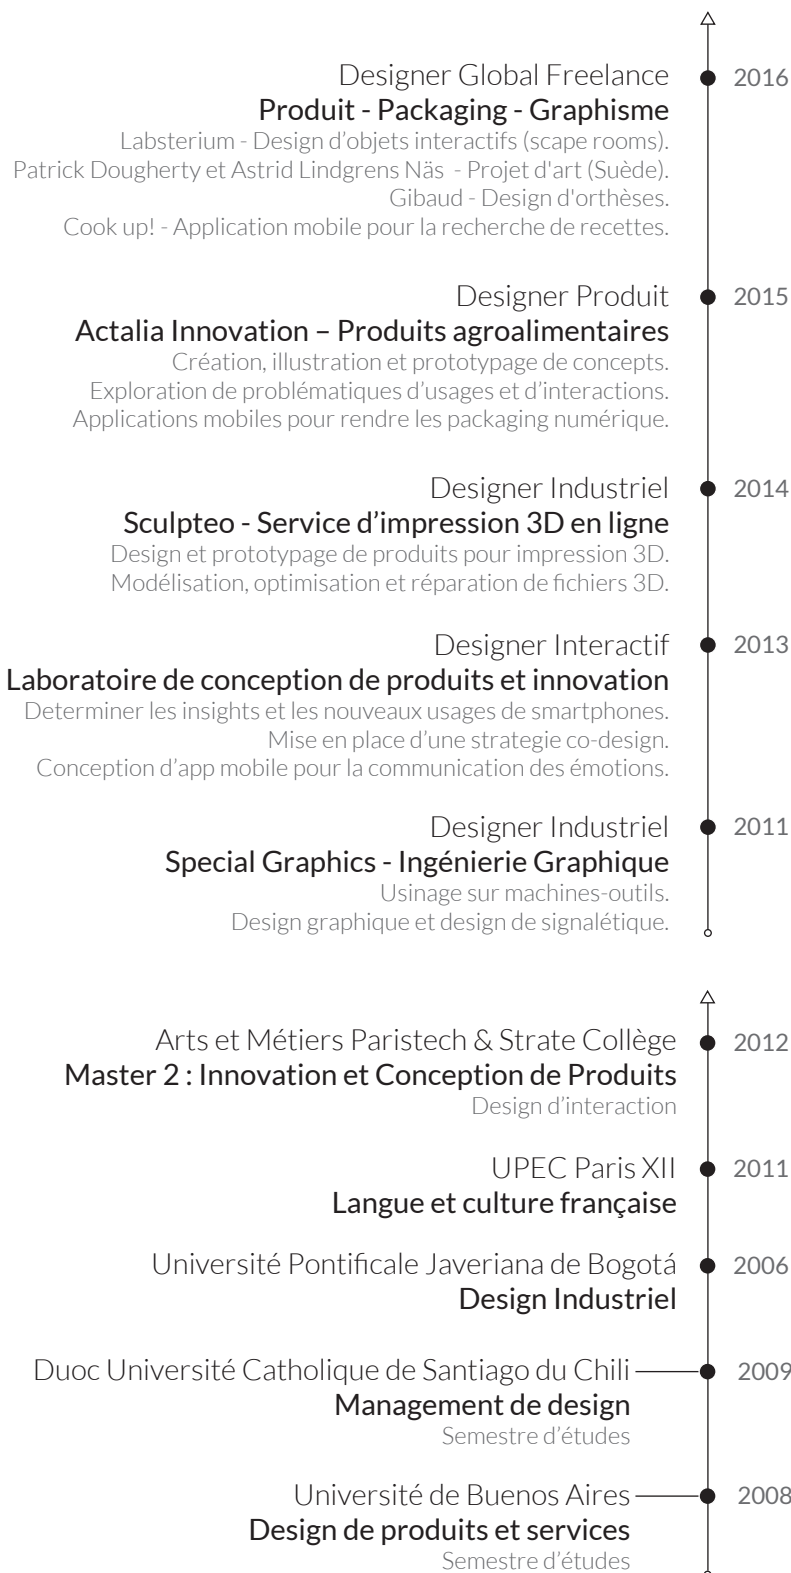 Designer Global Freelance
2016
Produit - Packaging - Graphisme
Labsterium - Design d’objets interactifs (scape rooms).
Patrick Dougherty et Astrid Lindgrens Näs - Projet d'art (Suède).
Gibaud - Design d'orthèses.
Cook up! - Application mobile pour la recherche de recettes.
Designer Produit
2015
Actalia Innovation – Produits agroalimentaires
Création, illustration et prototypage de concepts.
Exploration de problématiques d’usages et d’interactions.
Applications mobiles pour rendre les packaging numérique.
Designer Industriel
2014
Sculpteo - Service d’impression 3D en ligne
Design et prototypage de produits pour impression 3D.
Modélisation, optimisation et réparation de fichiers 3D.
Designer Interactif
2013
Laboratoire de conception de produits et innovation
Determiner les insights et les nouveaux usages de smartphones.
Mise en place d’une strategie co-design.
Conception d’app mobile pour la communication des émotions.
Designer Industriel
2011
Special Graphics - Ingénierie Graphique
Usinage sur machines-outils.
Design graphique et design de signalétique.
Arts et Métiers Paristech & Strate Collège
2012
Master 2 : Innovation et Conception de Produits
Design d’interaction
UPEC Paris XII
2011
Langue et culture française
Université Pontificale Javeriana de Bogotá
2006
Design Industriel
Duoc Université Catholique de Santiago du Chili
2009
Management de design
Semestre d’études
Université de Buenos Aires
2008
Design de produits et services
Semestre d’études